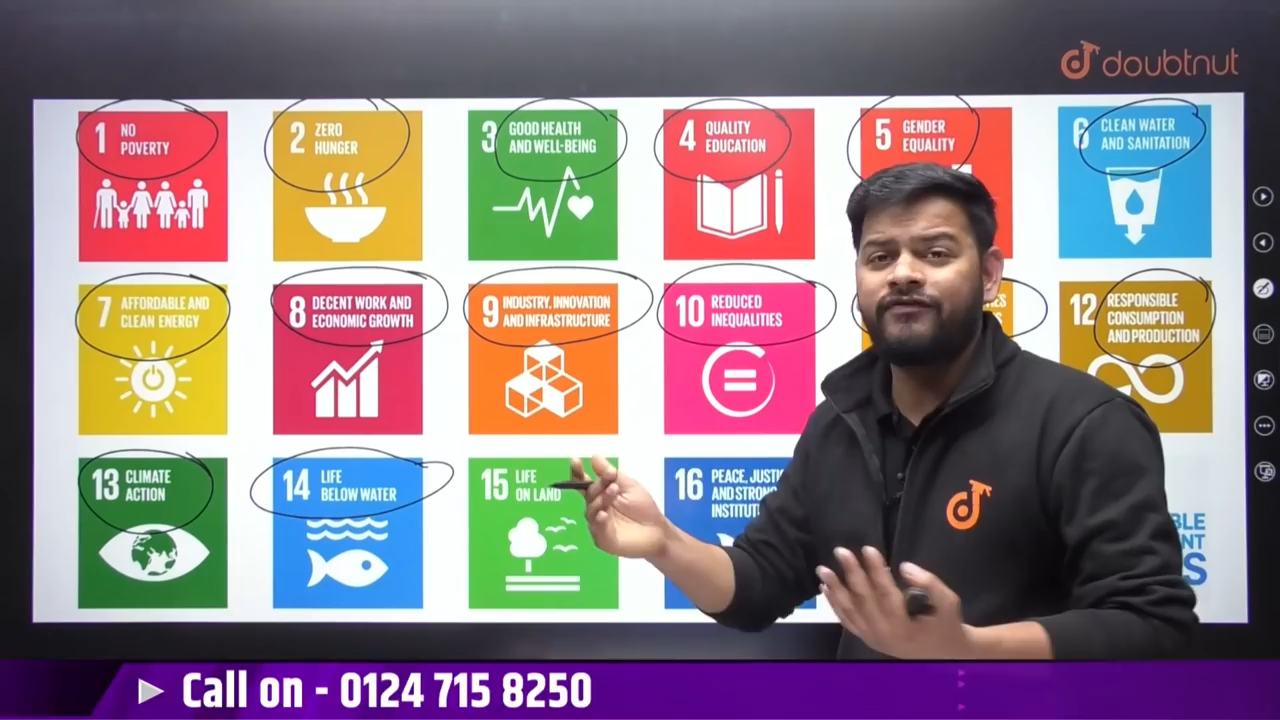 doubtnut
1 NO
POVERTY
2 ZERO
HUNGER
3 GOOD HEALTH
AND WELL-BEING
4 QUALITY
EDUCATION
5 GENDER
EQUALITY
6 CLEAN WATER
AND SANITATION
7 AFFORDABLE AND
CLEAN ENERGY
8 DECENT WORK AND
ECONOMIC GROWTH
9 INDUSTRY, INNOVATION
AND INFRASTRUCTURE
10 REDUCED
INEQUALITIES
12 RESPONSIBLE
CONSUMPTION
AND PRODUCTION
13 CLIMATE
ACTION
14 LIFE
BELOW WATER
15 LIFE
ON LAND
16 PEACE,
AND
Call on - 0124 715 8250